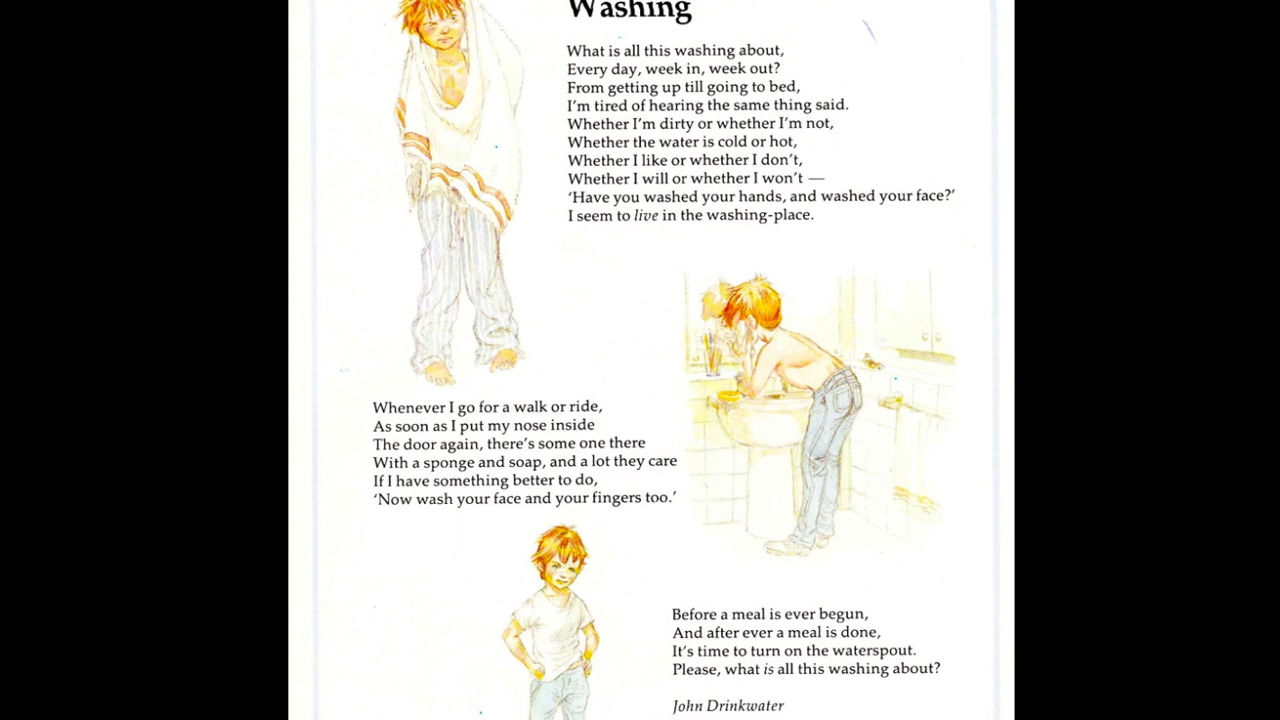 Washing
What is all this washing about,
Every day, week in, week out?
From getting up till going to bed,
I’m tired of hearing the same thing said.
Whether I’m dirty or whether I’m not,
Whether the water is cold or hot,
Whether I like or whether I don’t,
Whether I will or whether I won’t —
‘Have you washed your hands, and washed your face?’
I seem to live in the washing-place.
Whenever I go for a walk or ride,
As soon as I put my nose inside
The door again, there’s some one there
With a sponge and soap, and a lot they care
If I have something better to do,
‘Now wash your face and your fingers too.’
Before a meal is ever begun,
And after ever a meal is done,
It’s time to turn on the waterspout.
Please, what is all this washing about?
John Drinkwater